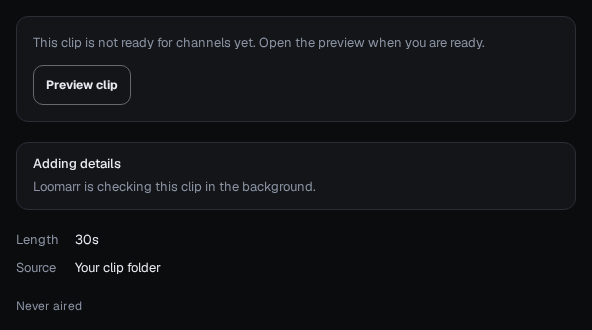 This clip is not ready for channels yet. Open the preview when you are ready.
Preview clip
Adding details
Loomarr is checking this clip in the background.
Length 30s
Source Your clip folder
Never aired